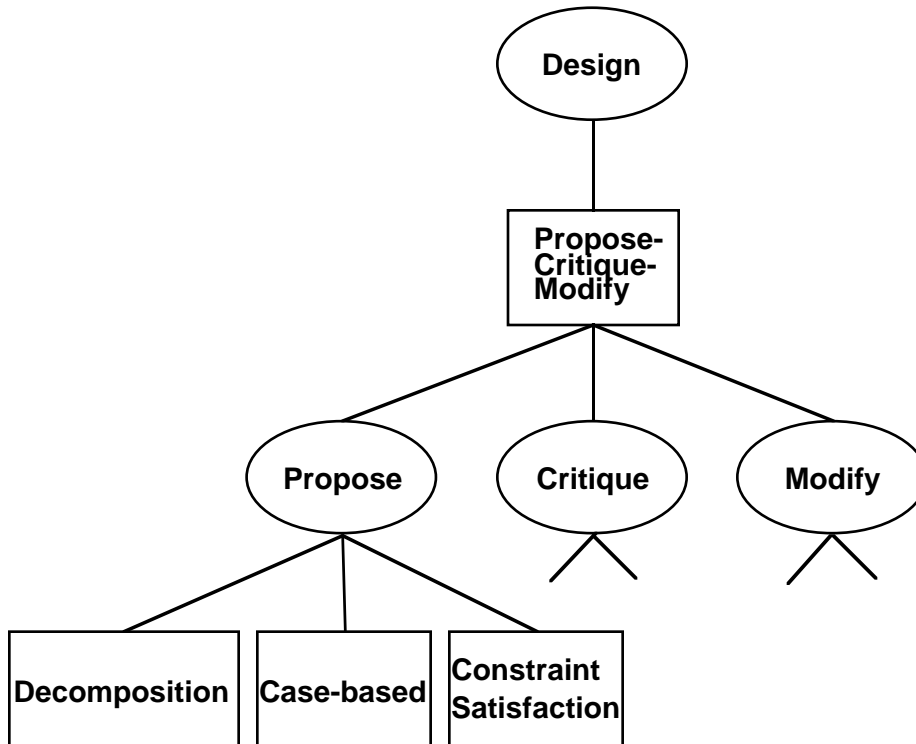 Design
Propose-
Critique-
Modify
Propose
Critique
Modify
Decomposition
Case-based
Constraint
Satisfaction